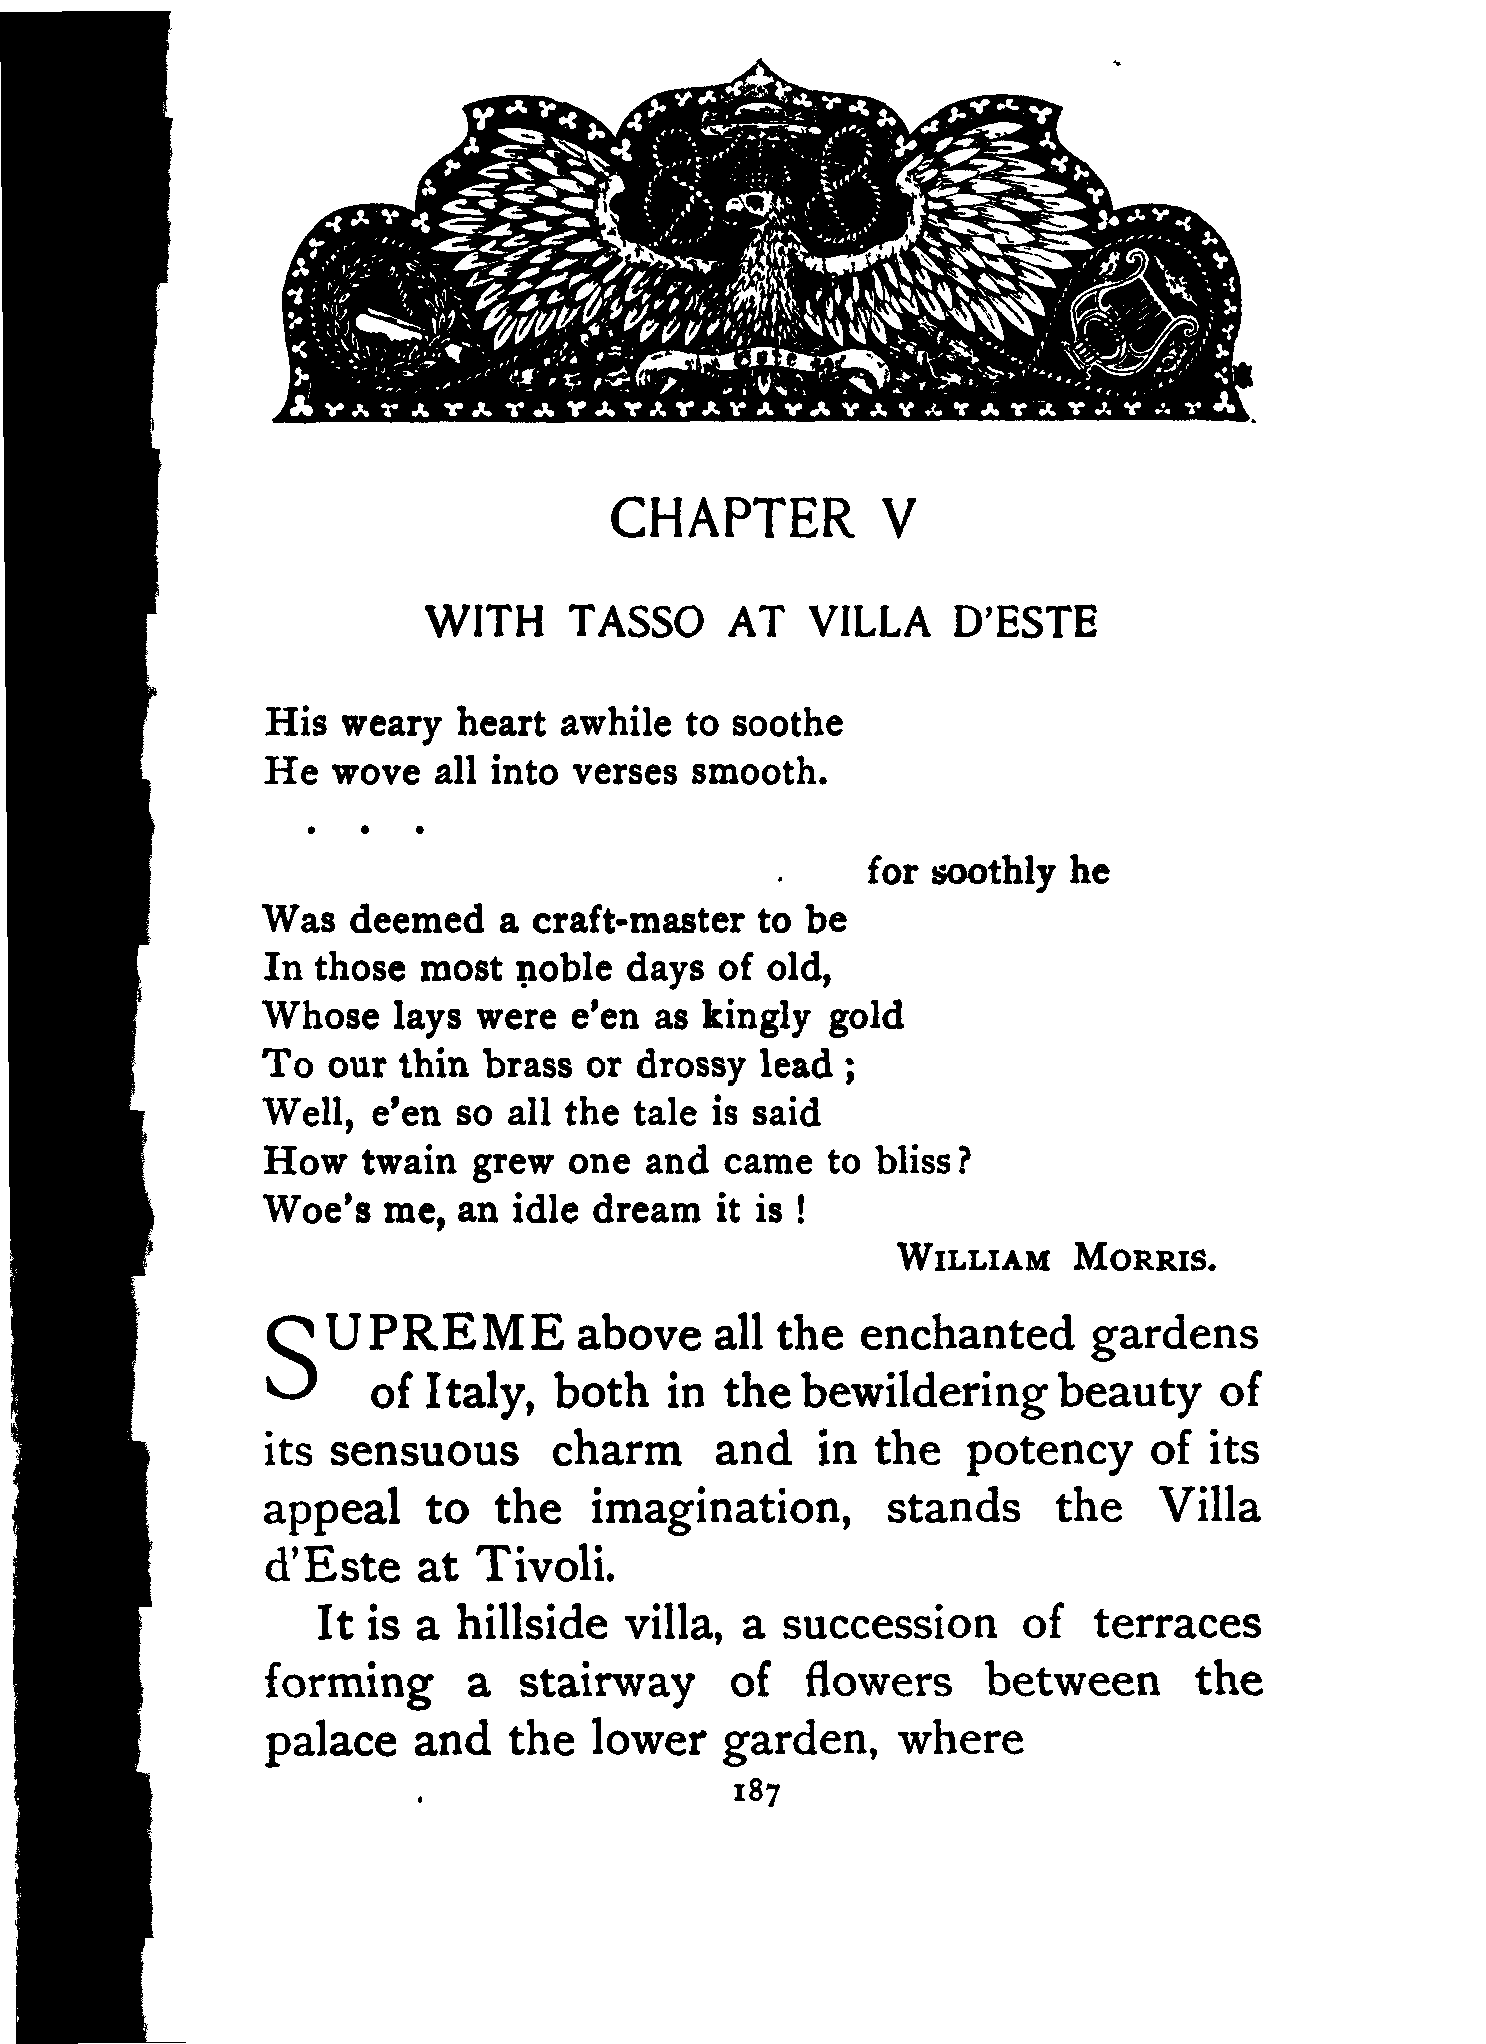 CHAPTER V
WITH TASSO AT VILLA D'ESTE
His weary heart awhile to soothe
He wove all into verses smooth.
. . .
for soothly he
Was deemed a craft-master to be
In those most noble days of old,
Whose lays were e'en as kingly gold
To our thin brass or drossy lead ;
Well, e'en so all the tale is said
How twain grew one and came to bliss?
Woe's me, an idle dream it is !
WILLIAM MORRIS.
SUPREME above all the enchanted gardens
of Italy, both in the bewildering beauty of
its sensuous charm and in the potency of its
appeal to the imagination, stands the Villa
d'Este at Tivoli.
It is a hillside villa, a succession of terraces
forming a stairway of flowers between the
palace and the lower garden, where
187